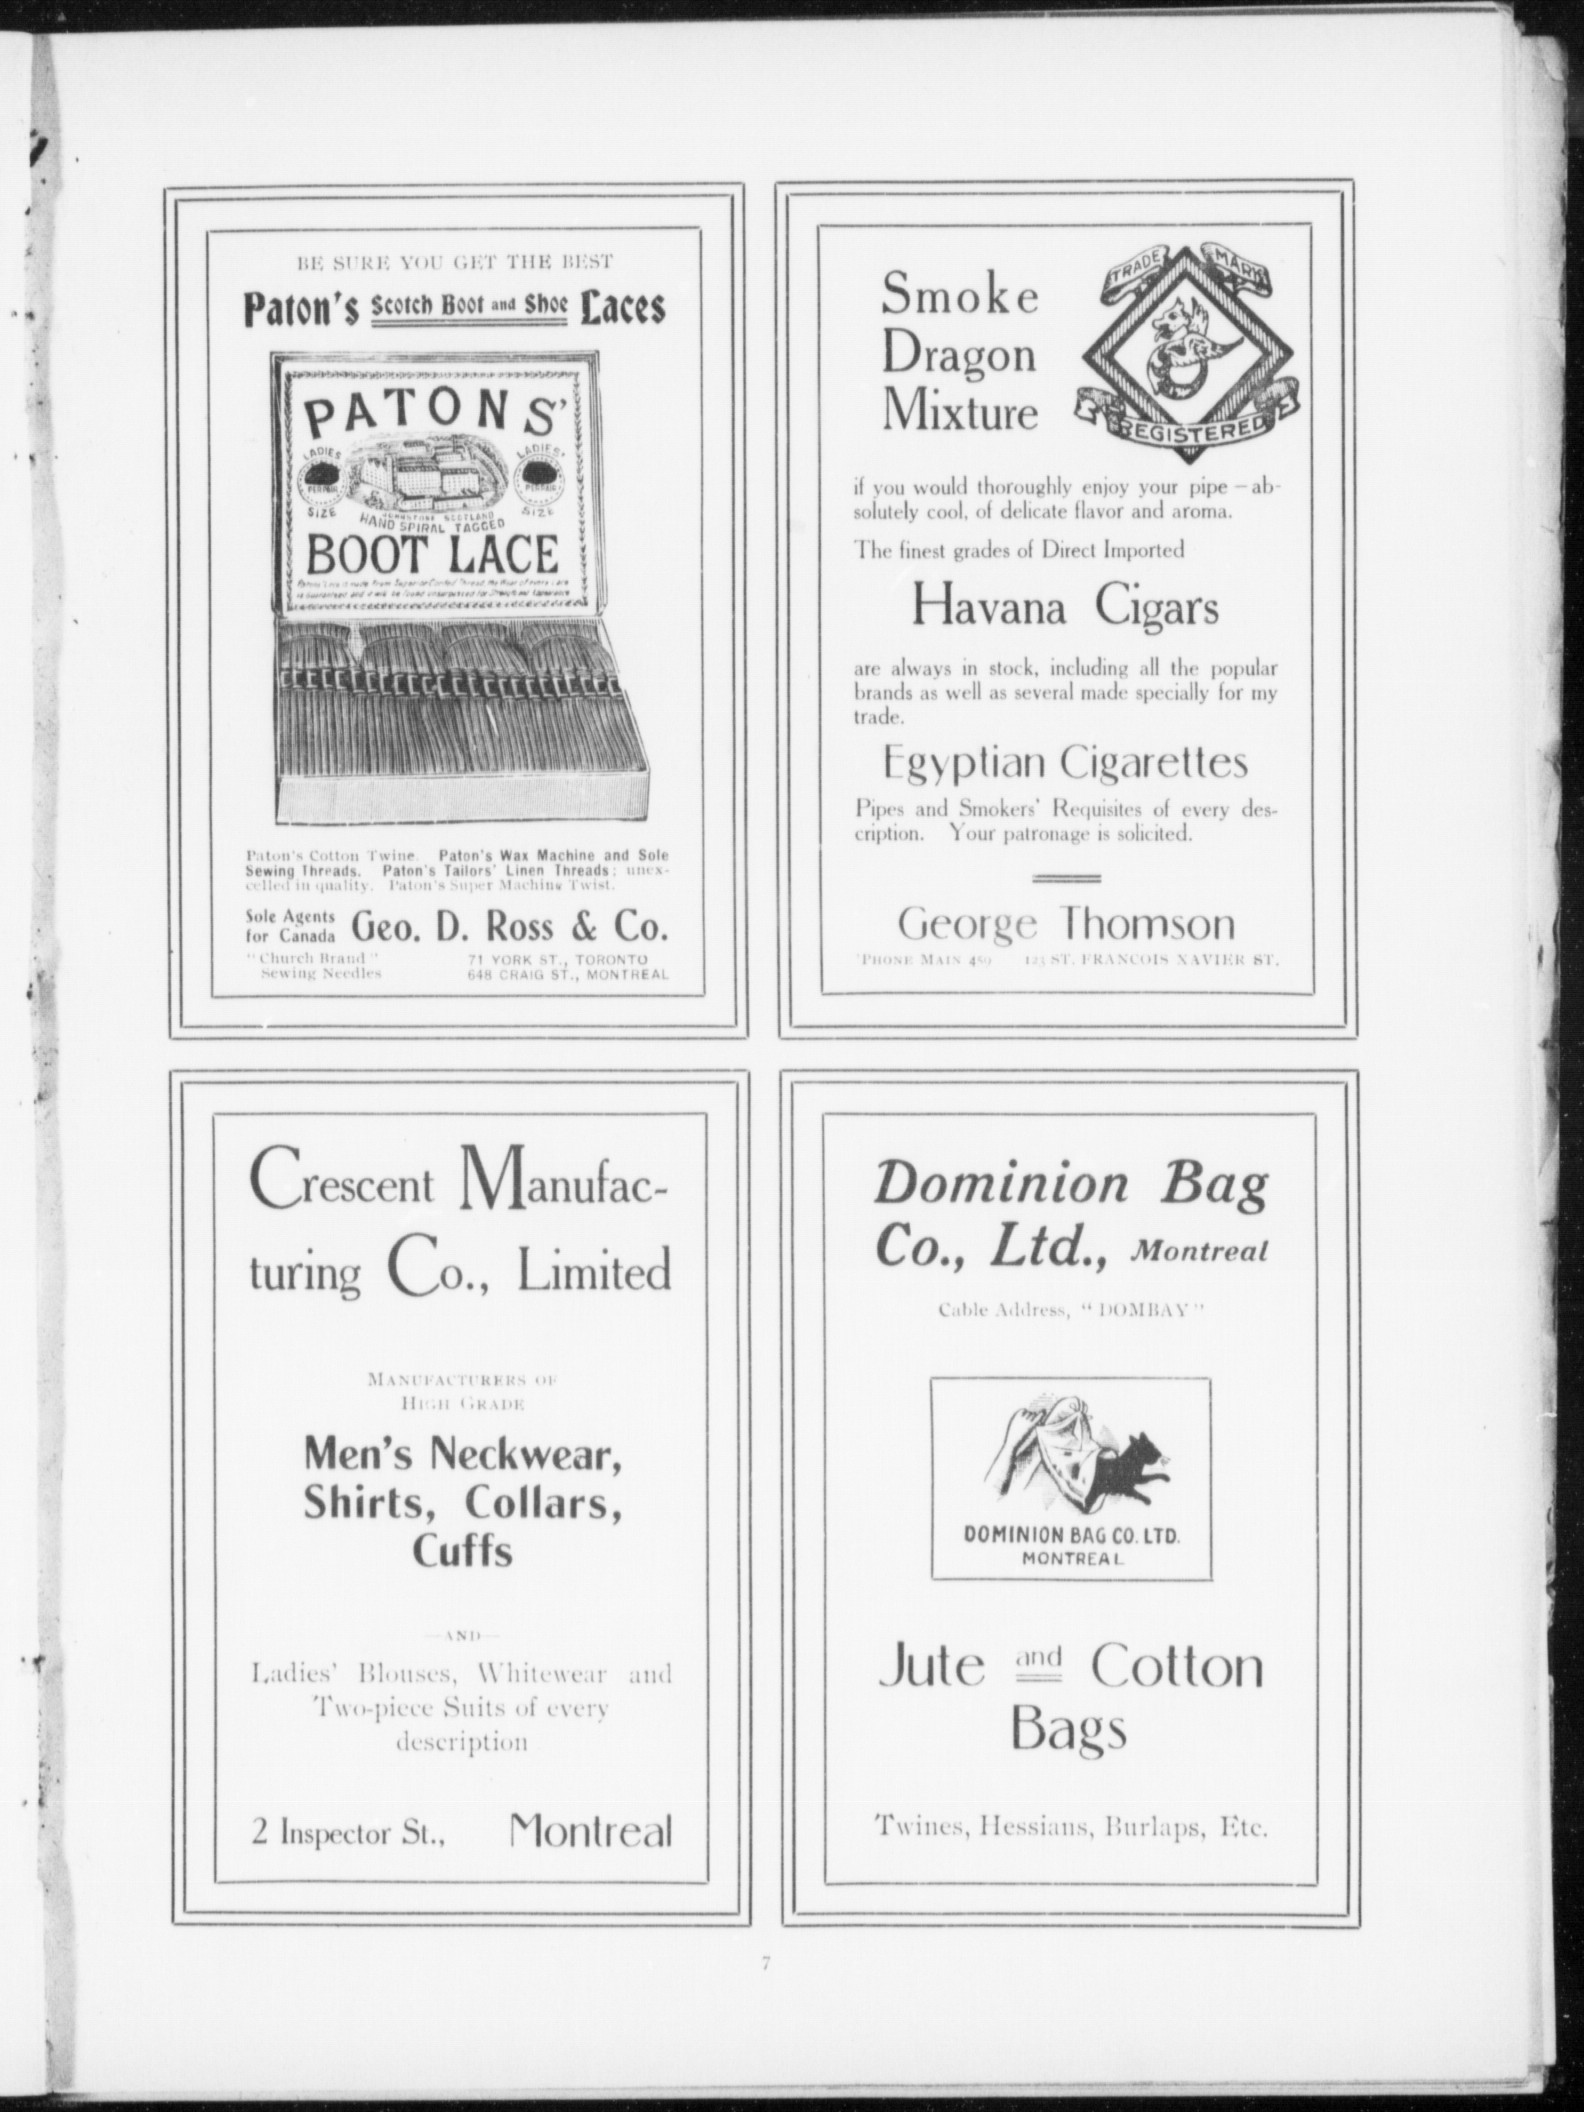 BE SURE YOU GET THE BEST
Paton's Scotch Boot and Shoe Laces
PATONS'
LADIES
SIZE
LADIES'
SIZE
JOHNSTONE SCOTLAND
HAND SPIRAL TAGGED
BOOT LACE
Paton's Cotton Twine. Paton's Wax Machine and Sole
Sewing Threads. Paton's Tailors' Linen Threads; unex-
celled in quality. Paton's Super Machine Twist.
Sole Agents
for Canada
Geo. D. Ross & Co.
"Church Brand"
Sewing Needles
71 YORK ST., TORONTO
648 CRAIG ST., MONTREAL
Smoke
Dragon
Mixture
TRADE MARK
REGISTERED
if you would thoroughly enjoy your pipe—ab-
solutely cool, of delicate flavor and aroma.
The finest grades of Direct Imported
Havana Cigars
are always in stock, including all the popular
brands as well as several made specially for my
trade.
Egyptian Cigarettes
Pipes and Smokers' Requisites of every des-
cription. Your patronage is solicited.
George Thomson
'PHONE MAIN 459 123 ST. FRANCOIS XAVIER ST.
Crescent Manufac-
turing Co., Limited
MANUFACTURERS OF
HIGH GRADE
Men's Neckwear,
Shirts, Collars,
Cuffs
—AND—
Ladies' Blouses, Whitewear and
Two-piece Suits of every
description
2 Inspector St., Montreal
Dominion Bag
Co., Ltd., Montreal
Cable Address, "DOMBAY"
DOMINION BAG CO. LTD.
MONTREAL
Jute and Cotton
Bags
Twines, Hessians, Burlaps, Etc.
7